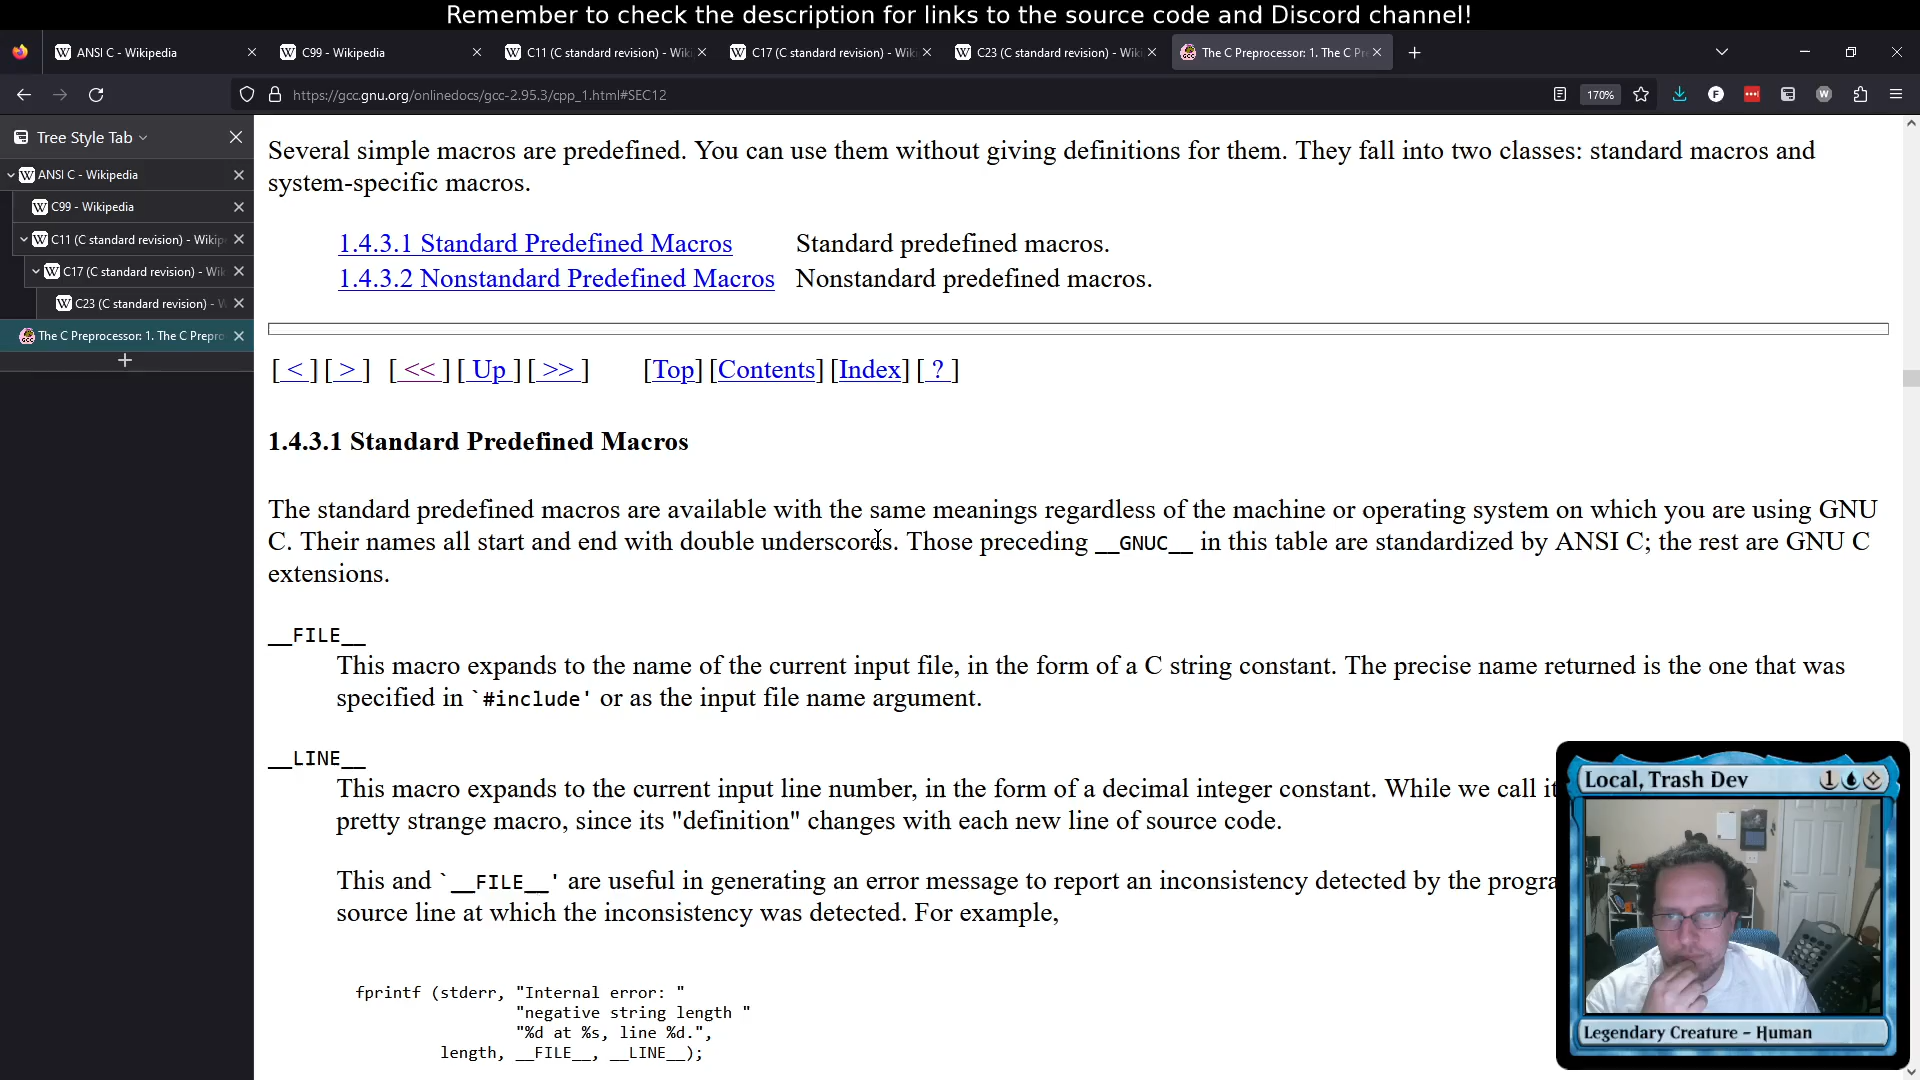 Remember to check the description for links to the source code and Discord channel!
ANSI C - Wikipedia
C99 - Wikipedia
C11 (C standard revision) - Wiki
C17 (C standard revision) - Wiki
C23 (C standard revision) - Wiki
The C Preprocessor: 1. The C Pr
https://gcc.gnu.org/onlinedocs/gcc-2.95.3/cpp_1.html#SEC12
170%
Tree Style Tab
ANSI C - Wikipedia
C99 - Wikipedia
C11 (C standard revision) - Wikip
C17 (C standard revision) - Wik
C23 (C standard revision) - W
The C Preprocessor: 1. The C Prepro
Several simple macros are predefined. You can use them without giving definitions for them. They fall into two classes: standard macros and
system-specific macros.
1.4.3.1 Standard Predefined Macros Standard predefined macros.
1.4.3.2 Nonstandard Predefined Macros Nonstandard predefined macros.
[ < ] [ > ] [ << ] [ Up ] [ >> ] [Top] [Contents] [Index] [ ? ]
1.4.3.1 Standard Predefined Macros
The standard predefined macros are available with the same meanings regardless of the machine or operating system on which you are using GNU
C. Their names all start and end with double underscores. Those preceding __GNUC__ in this table are standardized by ANSI C; the rest are GNU C
extensions.
__FILE__
This macro expands to the name of the current input file, in the form of a C string constant. The precise name returned is the one that was
specified in `#include' or as the input file name argument.
__LINE__
This macro expands to the current input line number, in the form of a decimal integer constant. While we call it
pretty strange macro, since its "definition" changes with each new line of source code.
This and `__FILE__' are useful in generating an error message to report an inconsistency detected by the progra
source line at which the inconsistency was detected. For example,
fprintf (stderr, "Internal error: "
"negative string length "
"%d at %s, line %d.",
length, __FILE__, __LINE__);
Local, Trash Dev 1
Legendary Creature – Human